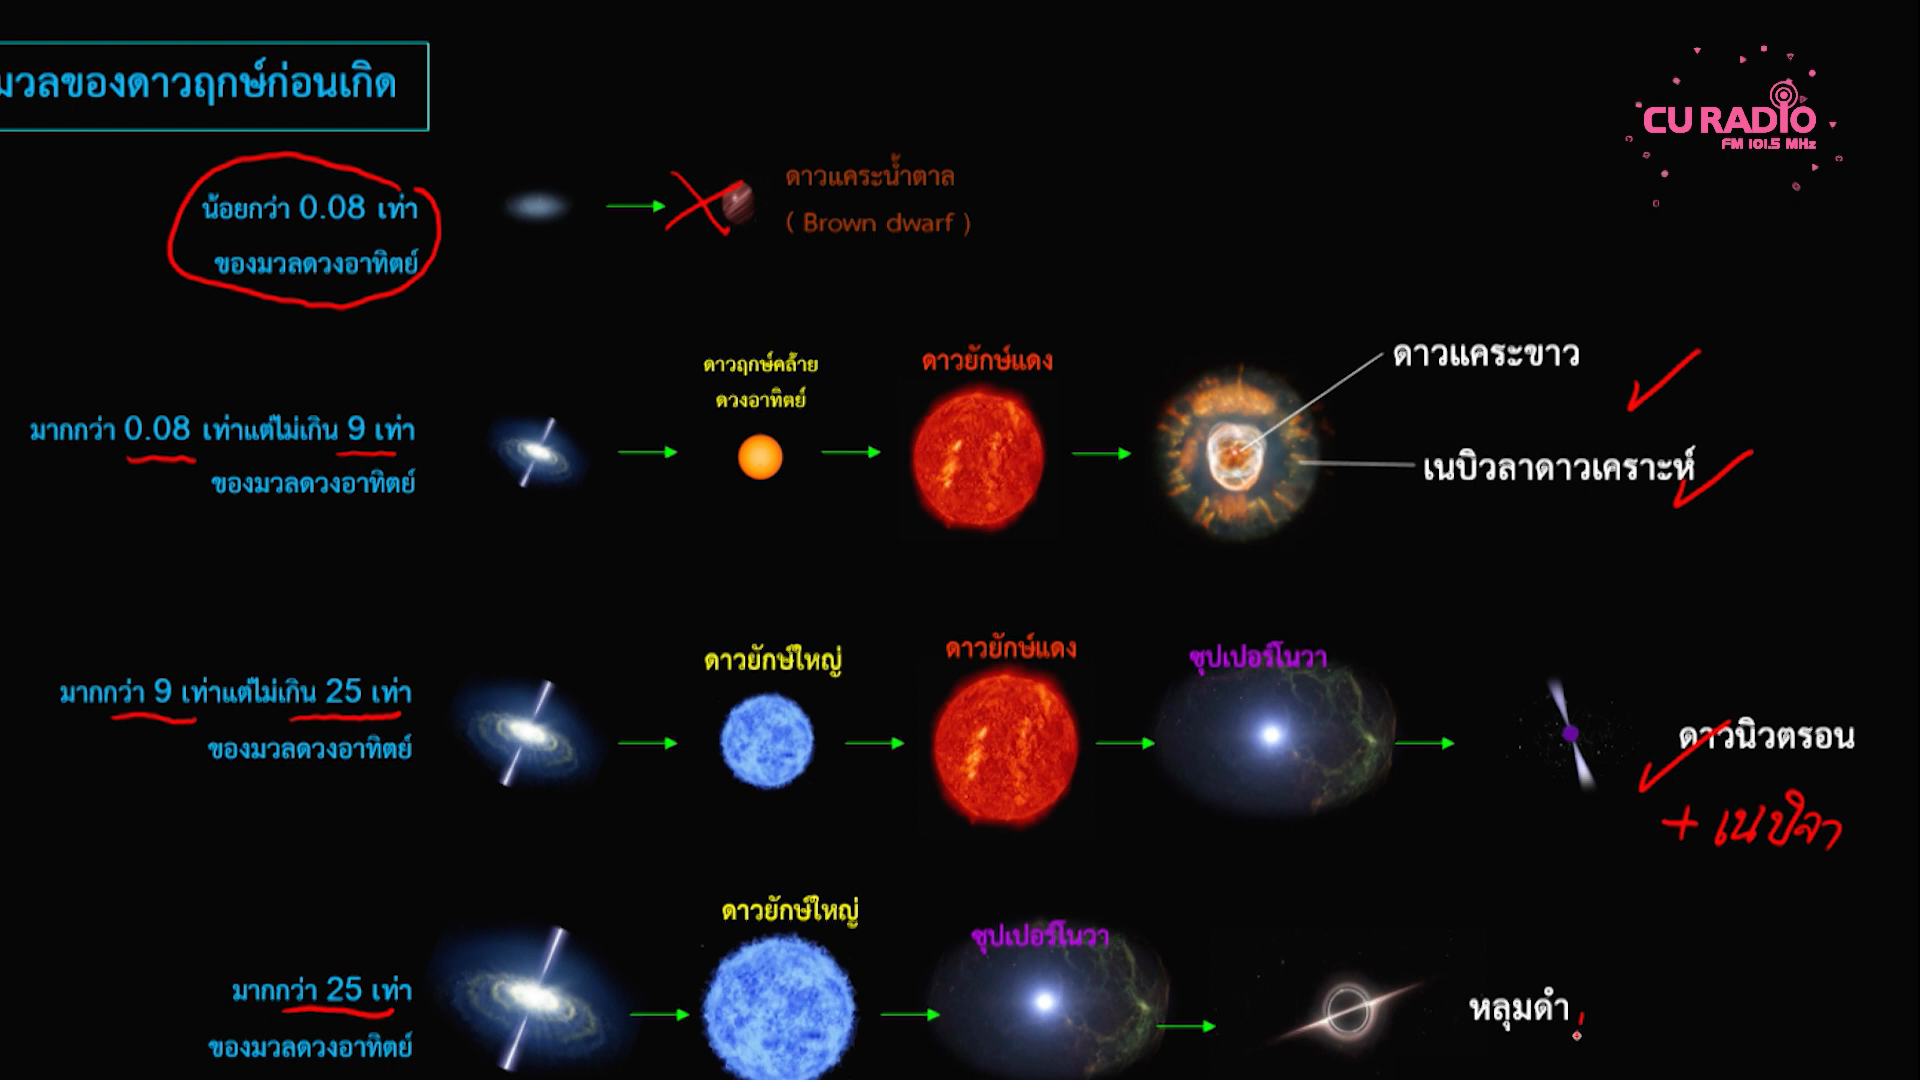 มวลของดาวฤกษ์ก่อนเกิด
CU RADIO
FM 101.5 MHz
น้อยกว่า 0.08 เท่า
ของมวลดวงอาทิตย์
ดาวแคระน้ำตาล
( Brown dwarf )
มากกว่า 0.08 เท่าแต่ไม่เกิน 9 เท่า
ของมวลดวงอาทิตย์
ดาวฤกษ์คล้าย
ดวงอาทิตย์
ดาวยักษ์แดง
ดาวแคระขาว
เนบิวลาดาวเคราะห์
มากกว่า 9 เท่าแต่ไม่เกิน 25 เท่า
ของมวลดวงอาทิตย์
ดาวยักษ์ใหญ่
ดาวยักษ์แดง
ซุปเปอร์โนวา
ดาวนิวตรอน
+
มากกว่า 25 เท่า
ของมวลดวงอาทิตย์
ดาวยักษ์ใหญ่
ซุปเปอร์โนวา
หลุมดำ